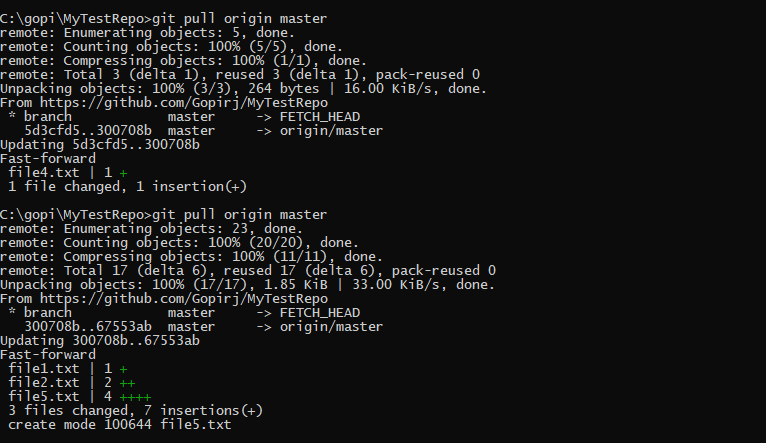 C:\gopi\MyTestRepo>git pull origin master
remote: Enumerating objects: 5, done.
remote: Counting objects: 100% (5/5), done.
remote: Compressing objects: 100% (1/1), done.
remote: Total 3 (delta 1), reused 3 (delta 1), pack-reused 0
Unpacking objects: 100% (3/3), 264 bytes | 16.00 KiB/s, done.
From https://github.com/Gopirj/MyTestRepo
 * branch            master     -> FETCH_HEAD
   5d3cfd5..300708b  master     -> origin/master
Updating 5d3cfd5..300708b
Fast-forward
 file4.txt | 1 +
 1 file changed, 1 insertion(+)
C:\gopi\MyTestRepo>git pull origin master
remote: Enumerating objects: 23, done.
remote: Counting objects: 100% (20/20), done.
remote: Compressing objects: 100% (11/11), done.
remote: Total 17 (delta 6), reused 17 (delta 6), pack-reused 0
Unpacking objects: 100% (17/17), 1.85 KiB | 33.00 KiB/s, done.
From https://github.com/Gopirj/MyTestRepo
 * branch            master     -> FETCH_HEAD
   300708b..67553ab  master     -> origin/master
Updating 300708b..67553ab
Fast-forward
 file1.txt | 1 +
 file2.txt | 2 ++
 file5.txt | 4 ++++
 3 files changed, 7 insertions(+)
 create mode 100644 file5.txt